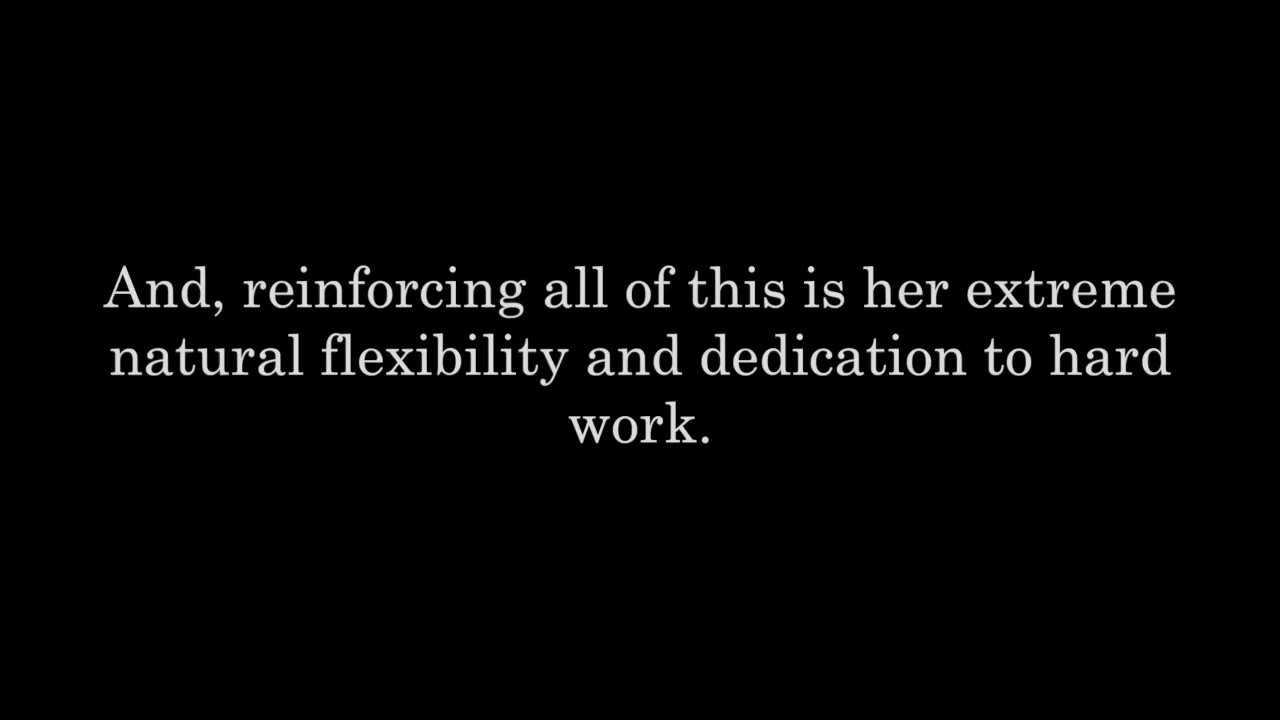 And, reinforcing all of this is her extreme
natural flexibility and dedication to hard
work.